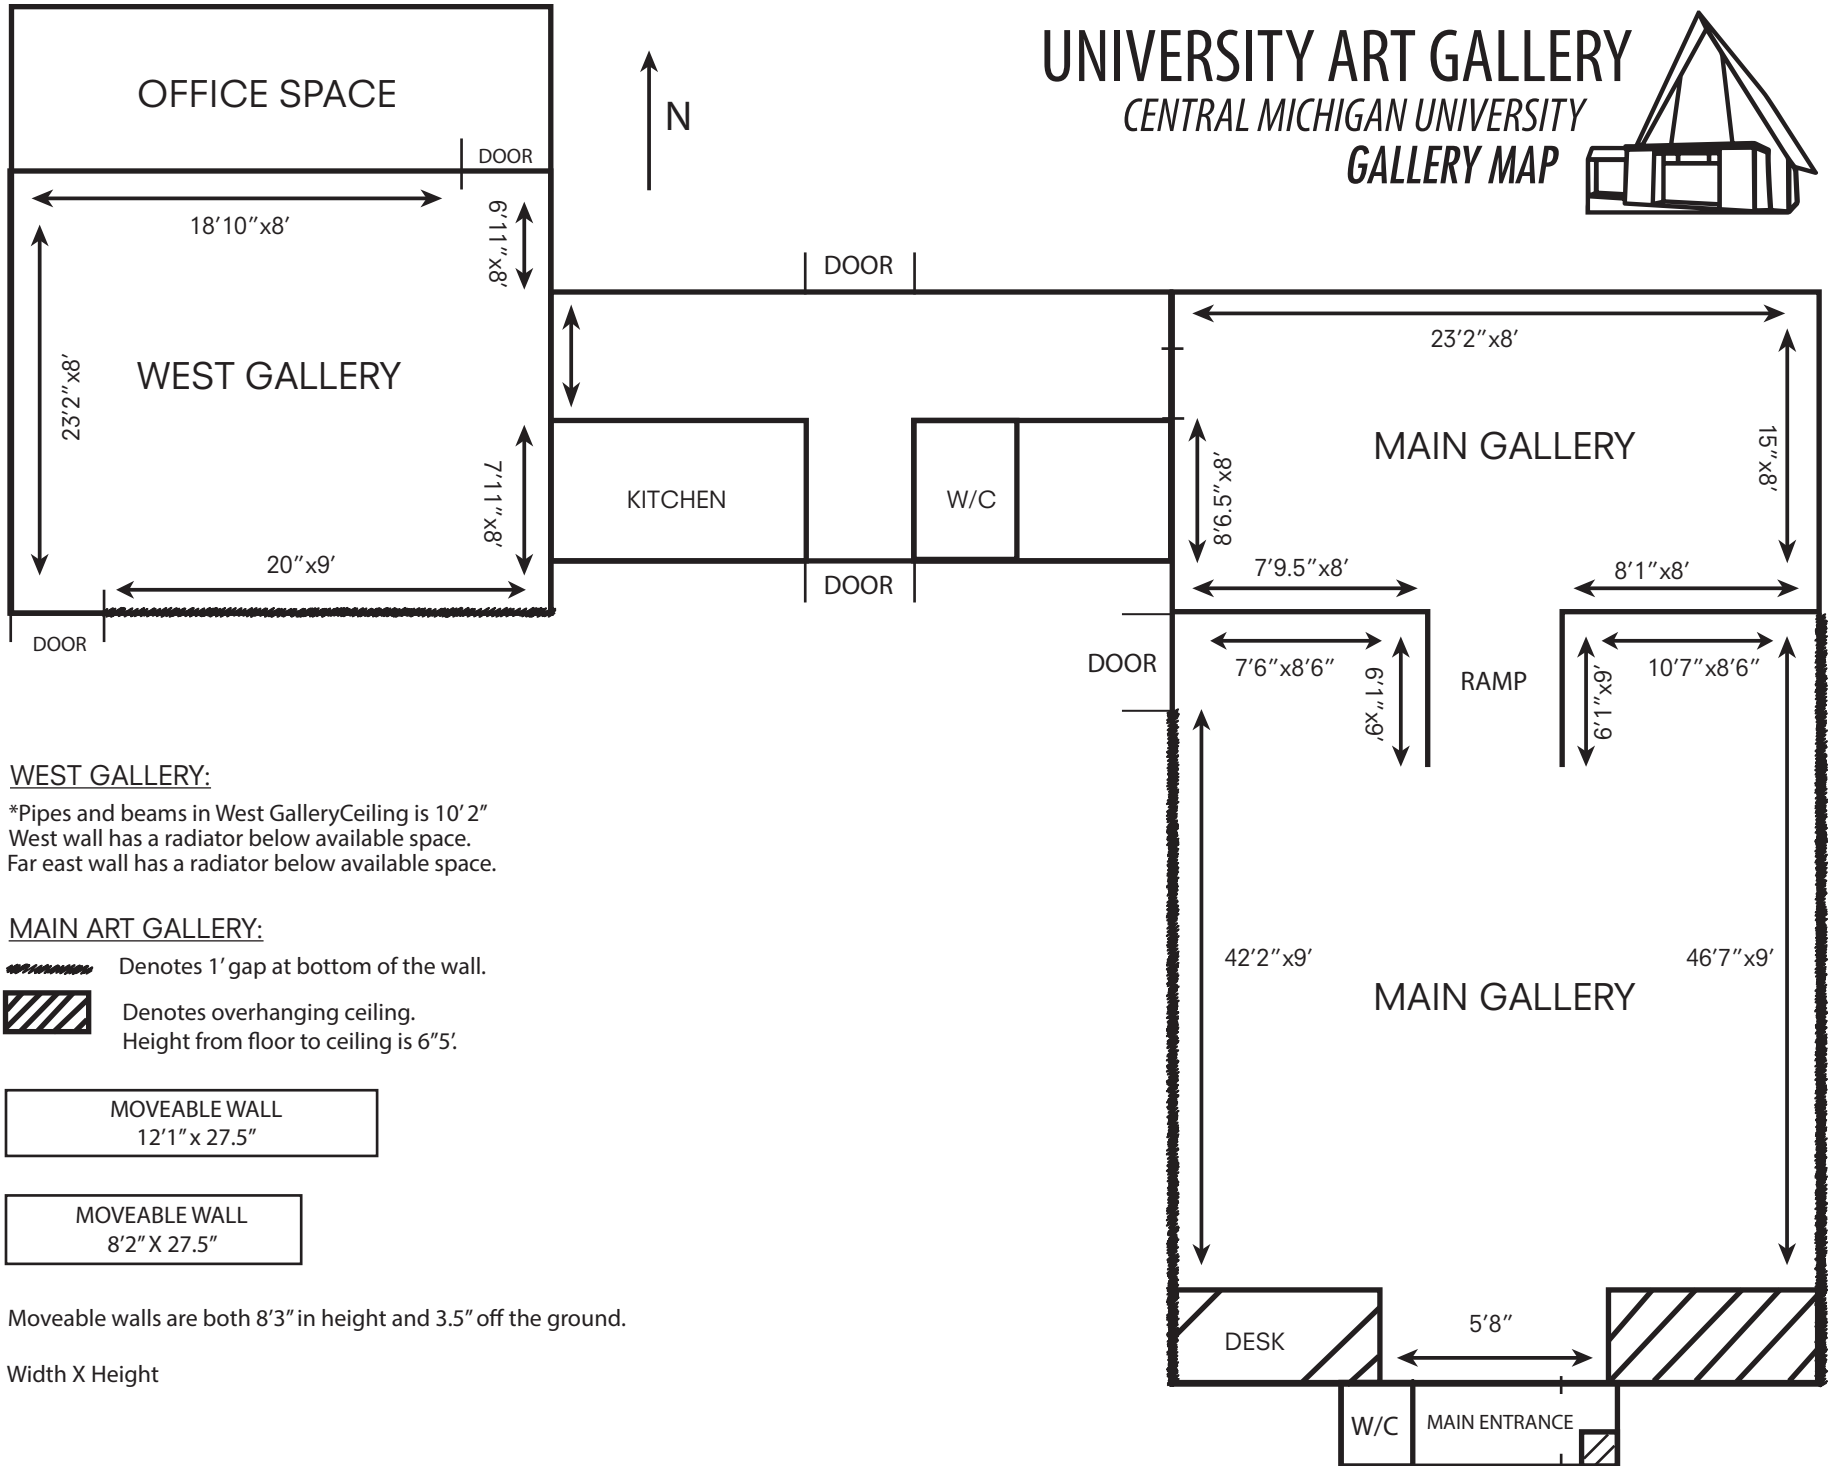 UNIVERSITY ART GALLERY
CENTRAL MICHIGAN UNIVERSITY
GALLERY MAP
N
OFFICE SPACE
DOOR
18'10"x8'
6'11"x8'
23'2"x8'
WEST GALLERY
7'11"x8'
20"x9'
DOOR
DOOR
KITCHEN
W/C
DOOR
23'2"x8'
MAIN GALLERY
15"x8'
8'6.5"x8'
7'9.5"x8'
8'1"x8'
DOOR
7'6"x8'6"
6'1"x9'
RAMP
6'1"x9'
10'7"x8'6"
42'2"x9'
46'7"x9'
MAIN GALLERY
DESK
5'8"
W/C
MAIN ENTRANCE
WEST GALLERY:
*Pipes and beams in West GalleryCeiling is 10' 2"
West wall has a radiator below available space.
Far east wall has a radiator below available space.
MAIN ART GALLERY:
Denotes 1' gap at bottom of the wall.
Denotes overhanging ceiling.
Height from floor to ceiling is 6"5'.
MOVEABLE WALL
12'1" x 27.5"
MOVEABLE WALL
8'2" X 27.5"
Moveable walls are both 8'3" in height and 3.5" off the ground.
Width X Height